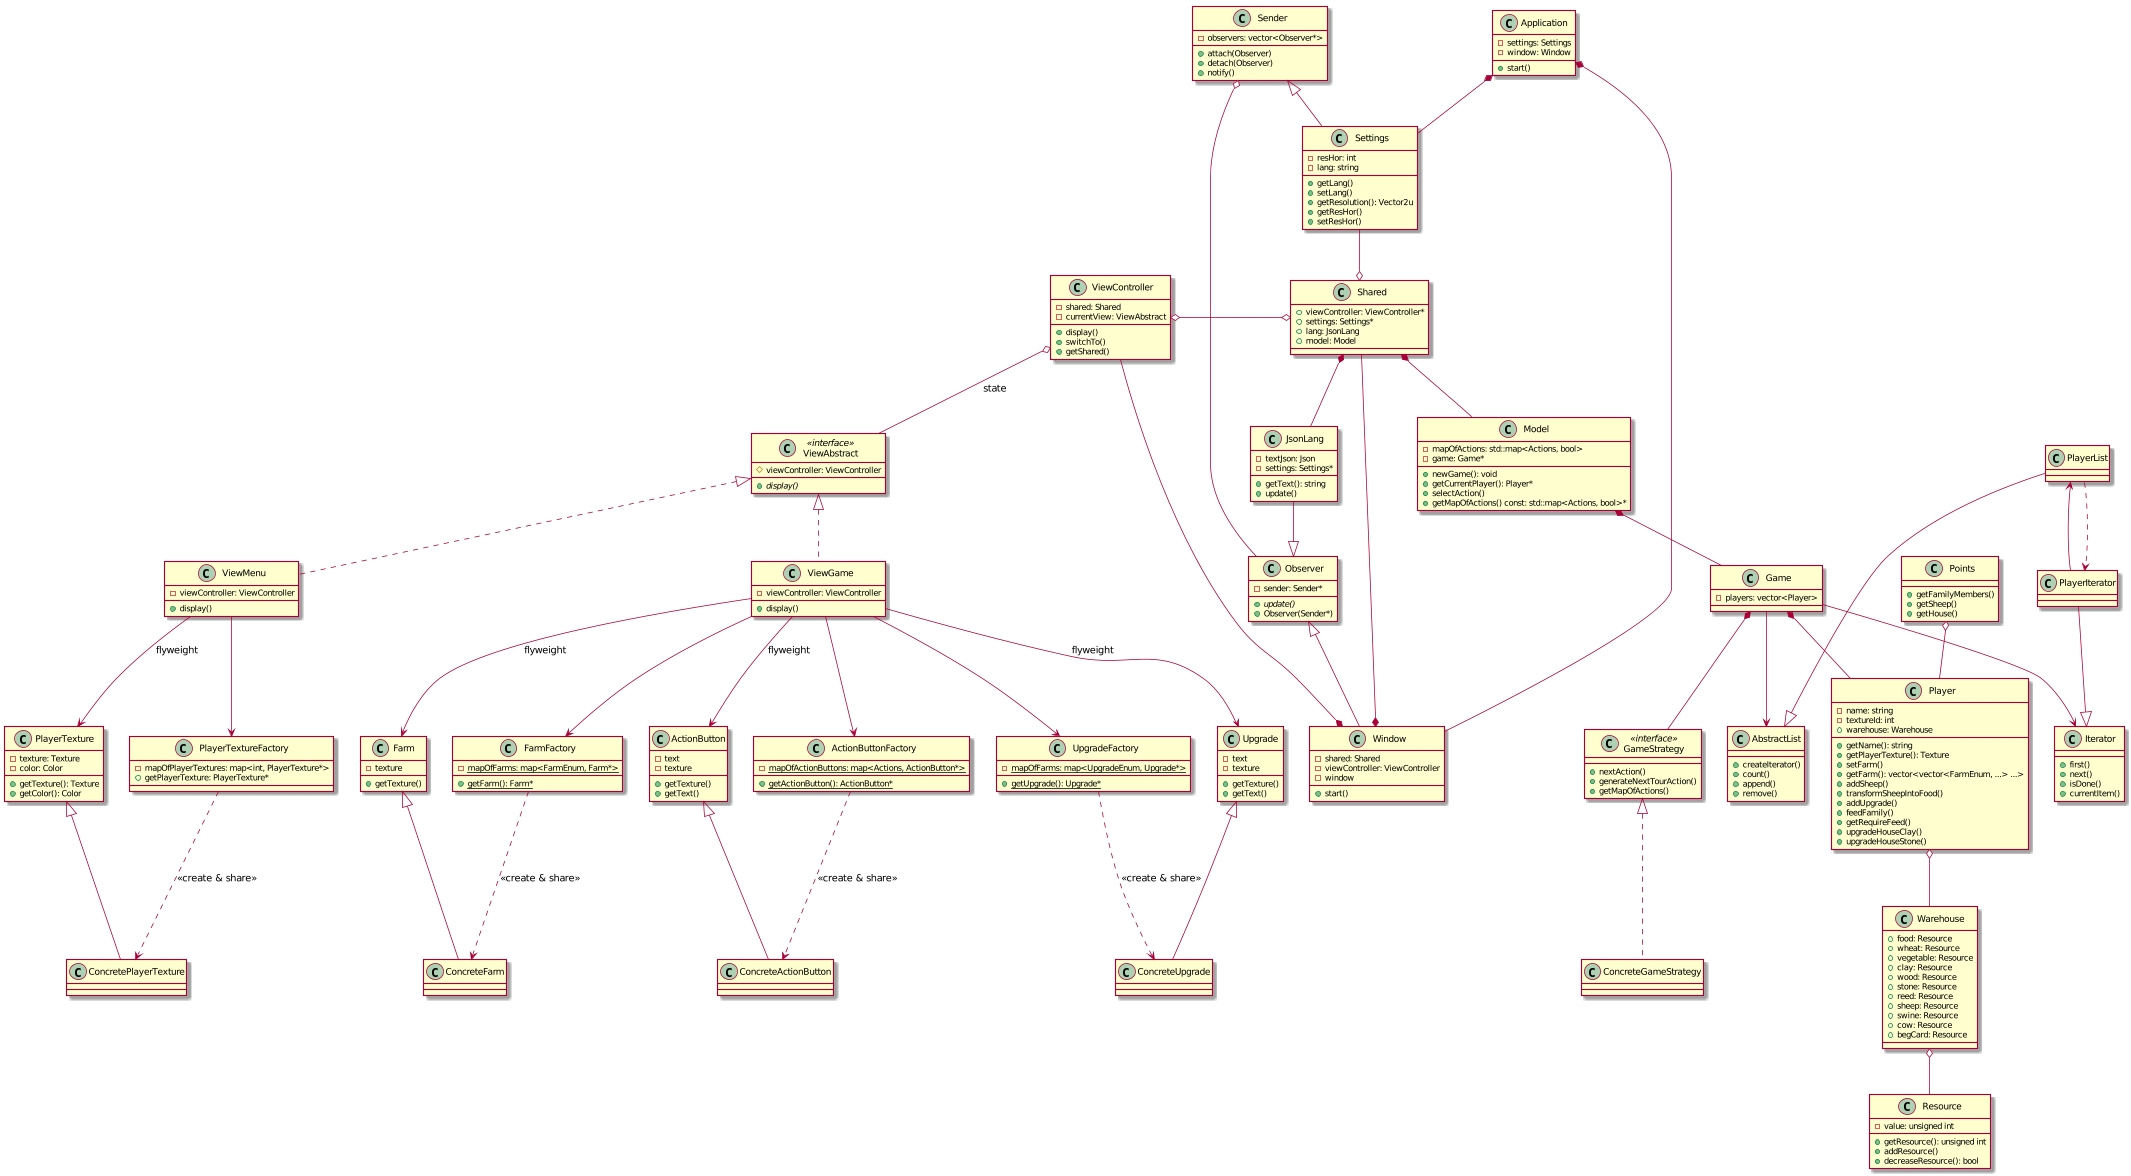 C Sender
observers: vector<Observer*>
attach(Observer)
detach(Observer)
notify()
C Application
settings: Settings
window: Window
start()
C Settings
resHor: int
lang: string
getLang()
setLang()
getResolution(): Vector2u
getResHor()
setResHor()
C ViewController
shared: Shared
currentView: ViewAbstract
display()
switchTo()
getShared()
C Shared
viewController: ViewController*
settings: Settings*
lang: JsonLang
model: Model
state
C «interface»
ViewAbstract
viewController: ViewController
display()
C JsonLang
textJson: Json
settings: Settings*
getText(): string
update()
C Model
mapOfActions: std::map<Actions, bool>
game: Game*
newGame(): void
getCurrentPlayer(): Player*
selectAction()
getMapOfActions() const: std::map<Actions, bool>*
C PlayerList
C ViewMenu
viewController: ViewController
display()
C ViewGame
viewController: ViewController
display()
C Observer
sender: Sender*
update()
Observer(Sender*)
C Game
players: vector<Player>
C Points
getFamilyMembers()
getSheep()
getHouse()
C PlayerIterator
flyweight
flyweight
flyweight
flyweight
C PlayerTexture
texture: Texture
color: Color
getTexture(): Texture
getColor(): Color
C PlayerTextureFactory
mapOfPlayerTextures: map<int, PlayerTexture*>
getPlayerTexture: PlayerTexture*
C Farm
texture
getTexture()
C FarmFactory
mapOfFarms: map<FarmEnum, Farm*>
getFarm(): Farm*
C ActionButton
text
texture
getTexture()
getText()
C ActionButtonFactory
mapOfActionButtons: map<Actions, ActionButton*>
getActionButton(): ActionButton*
C UpgradeFactory
mapOfFarms: map<UpgradeEnum, Upgrade*>
getUpgrade(): Upgrade*
C Upgrade
text
texture
getTexture()
getText()
C Window
shared: Shared
viewController: ViewController
window
start()
C «interface»
GameStrategy
nextAction()
generateNextTourAction()
getMapOfActions()
C AbstractList
createIterator()
count()
append()
remove()
C Player
name: string
textureId: int
warehouse: Warehouse
getName(): string
getPlayerTexture(): Texture
setFarm()
getFarm(): vector<vector<FarmEnum, ...> ...>
addSheep()
transformSheepIntoFood()
addUpgrade()
feedFamily()
getRequireFeed()
upgradeHouseClay()
upgradeHouseStone()
C Iterator
first()
next()
isDone()
currentItem()
«create & share»
«create & share»
«create & share»
«create & share»
C ConcretePlayerTexture
C ConcreteFarm
C ConcreteActionButton
C ConcreteUpgrade
C ConcreteGameStrategy
C Warehouse
food: Resource
wheat: Resource
vegetable: Resource
clay: Resource
wood: Resource
stone: Resource
reed: Resource
sheep: Resource
swine: Resource
cow: Resource
begCard: Resource
C Resource
value: unsigned int
getResource(): unsigned int
addResource()
decreaseResource(): bool